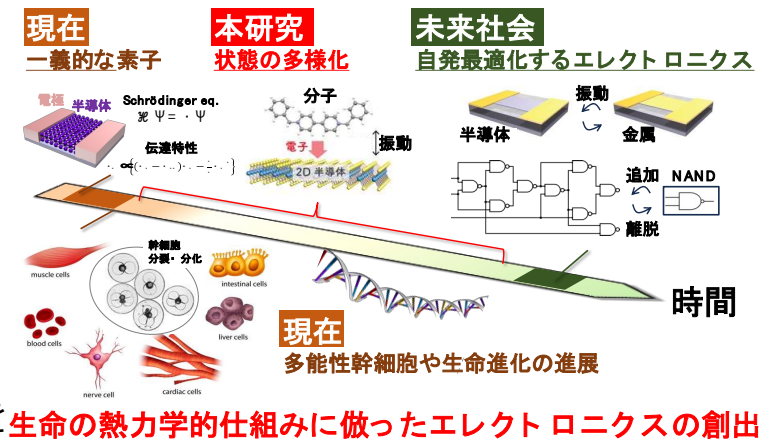 現在
一義的な素子
本研究
状態の多様化
未来社会
自発最適化するエレクトロニクス
電極
半導体
Schrödinger eq.
ℋ Ψ = ・ Ψ
伝達特性
分子
振動
電子
2D 半導体
振動
半導体
金属
追加
NAND
離脱
muscle cells
幹細胞
分裂・分化
intestinal cells
blood cells
liver cells
nerve cell
cardiac cells
時間
現在
多能性幹細胞や生命進化の進展
生命の熱力学的仕組みに倣ったエレクトロニクスの創出